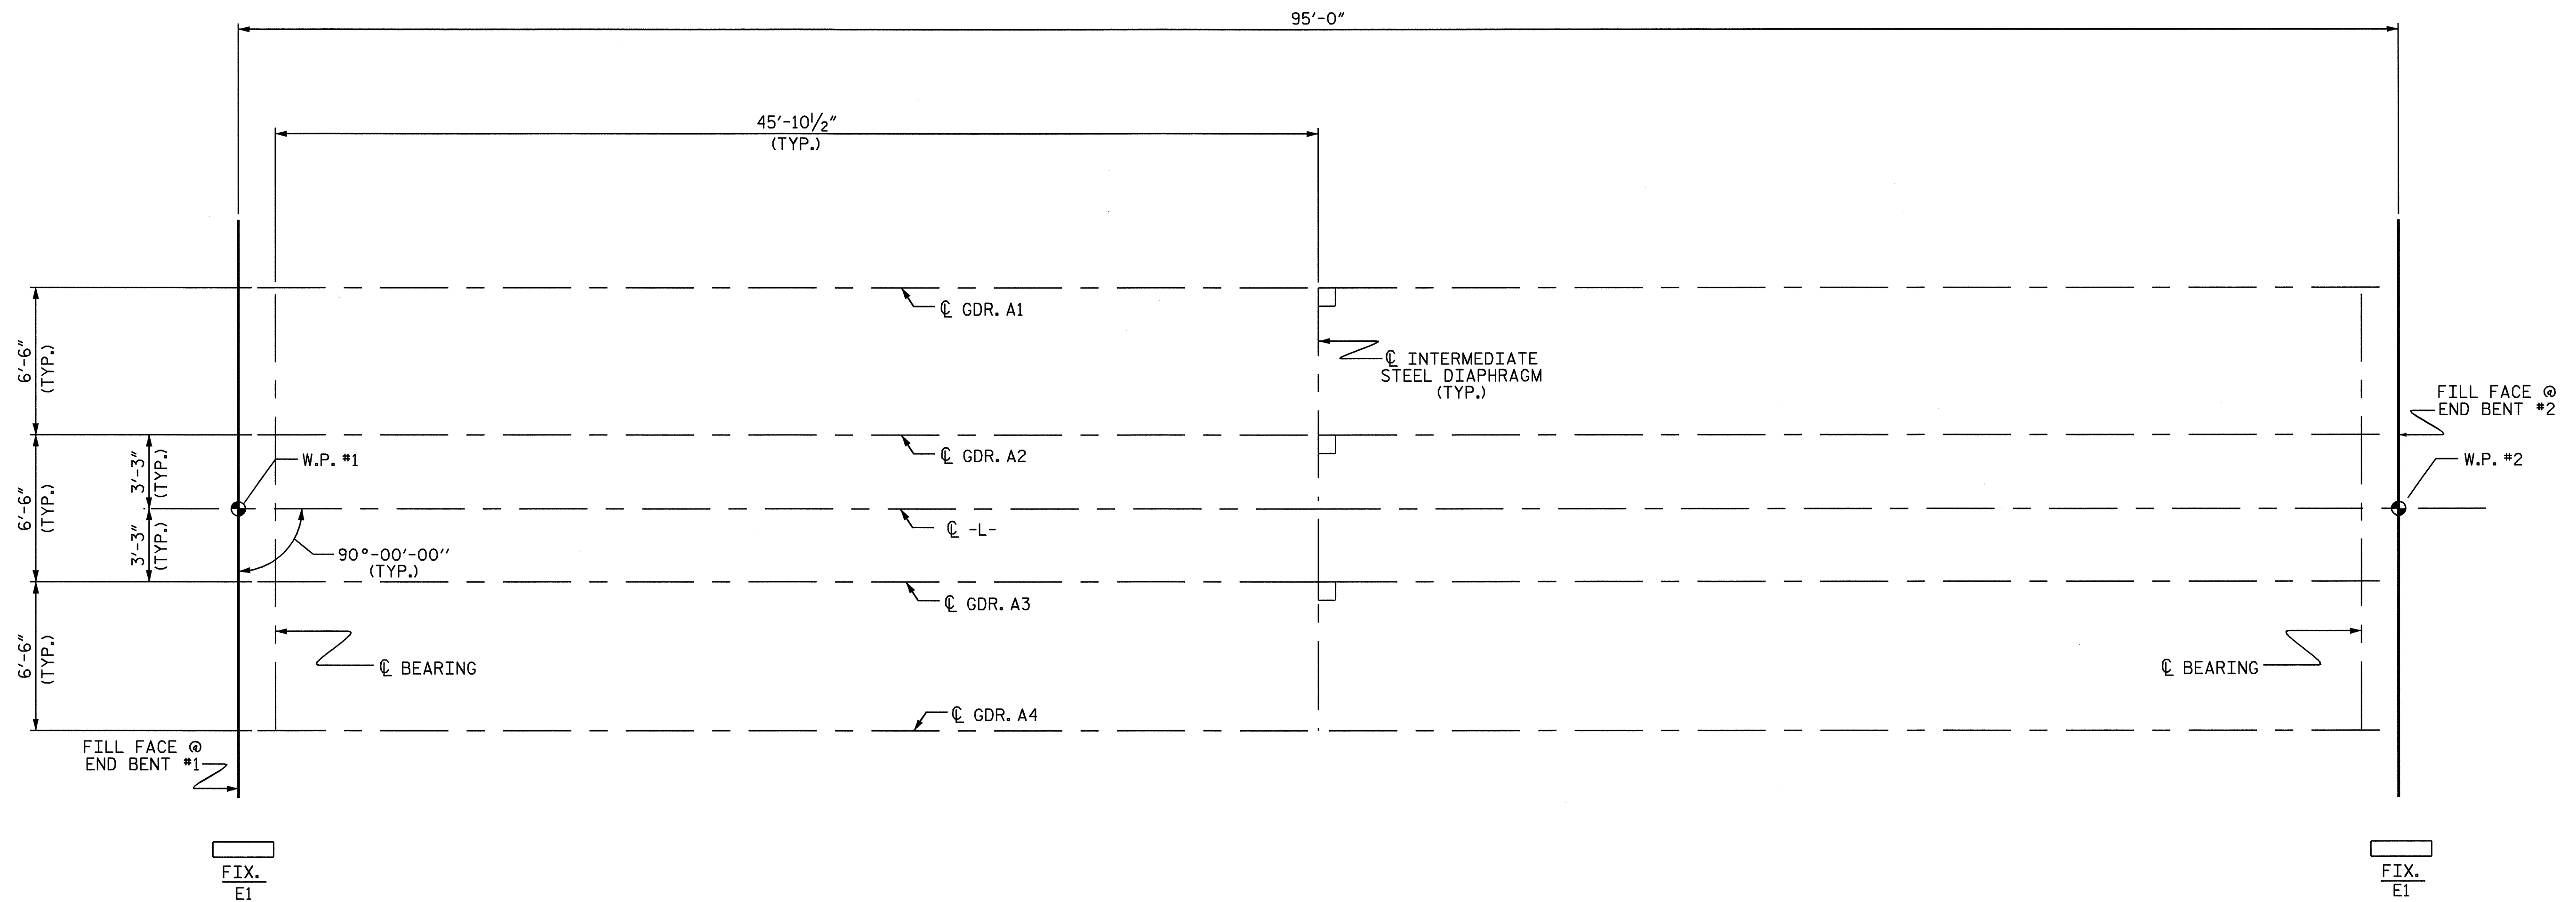 95'-0"
45'-10 1/2"
(TYP.)
6'-6"
(TYP.)
6'-6"
(TYP.)
6'-6"
(TYP.)
3'-3"
(TYP.)
3'-3"
(TYP.)
℄ GDR. A1
℄ INTERMEDIATE
STEEL DIAPHRAGM
(TYP.)
FILL FACE @
END BENT #2
℄ GDR. A2
W.P. #1
W.P. #2
℄ -L-
90°-00'-00"
(TYP.)
℄ GDR. A3
℄ BEARING
℄ BEARING
℄ GDR. A4
FILL FACE @
END BENT #1
FIX.
E1
FIX.
E1